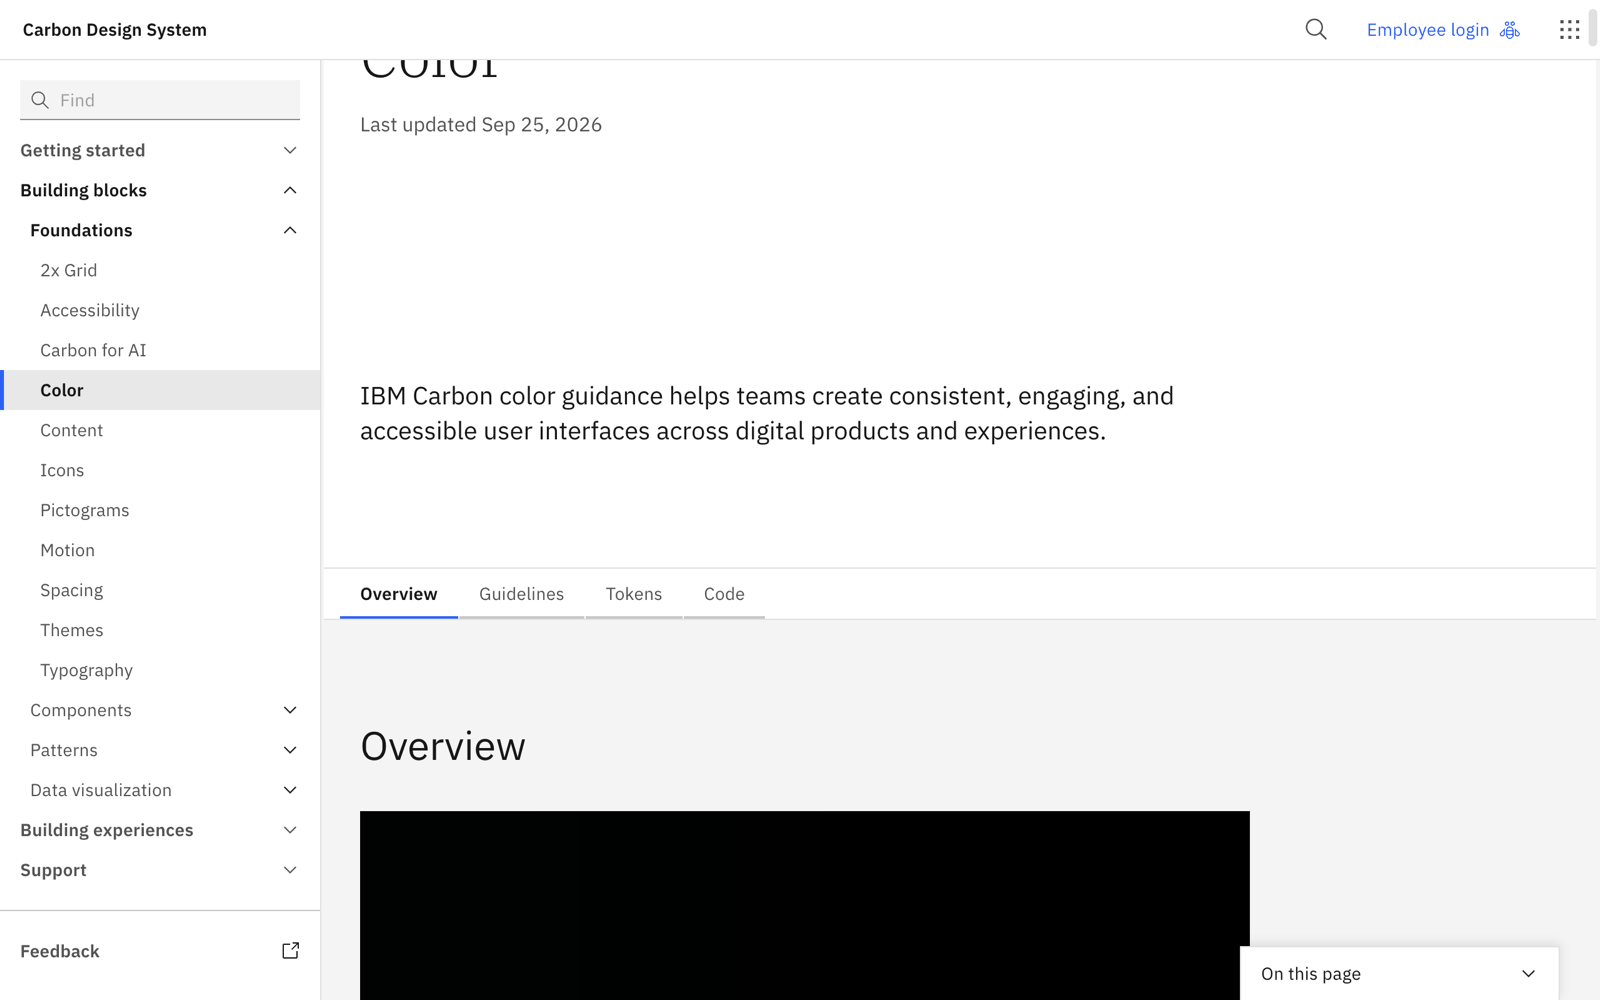 Carbon Design System
Employee login
Find
Getting started
Building blocks
Foundations
2x Grid
Accessibility
Carbon for AI
Color
Content
Icons
Pictograms
Motion
Spacing
Themes
Typography
Components
Patterns
Data visualization
Building experiences
Support
Feedback
Color
Last updated Sep 25, 2026
IBM Carbon color guidance helps teams create consistent, engaging, and
accessible user interfaces across digital products and experiences.
Overview
Guidelines
Tokens
Code
Overview
On this page